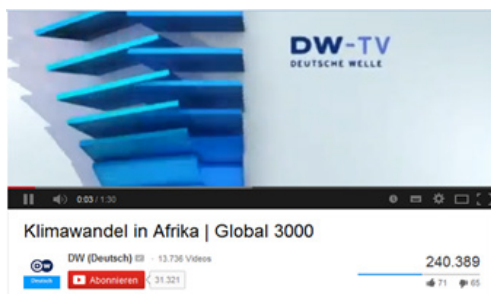 DW-TV
DEUTSCHE WELLE
0:03 / 1:30
Klimawandel in Afrika | Global 3000
DW
Deutsch
DW (Deutsch) · 13.736 Videos
Abonnieren 31.321
240.389
71 65